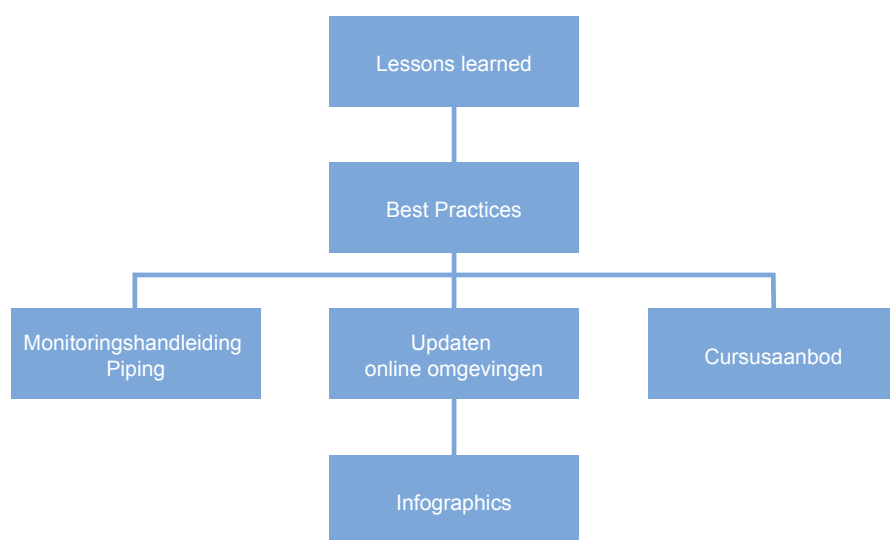 Lessons learned
Best Practices
Monitoringshandleiding
Piping
Updaten
online omgevingen
Cursusaanbod
Infographics